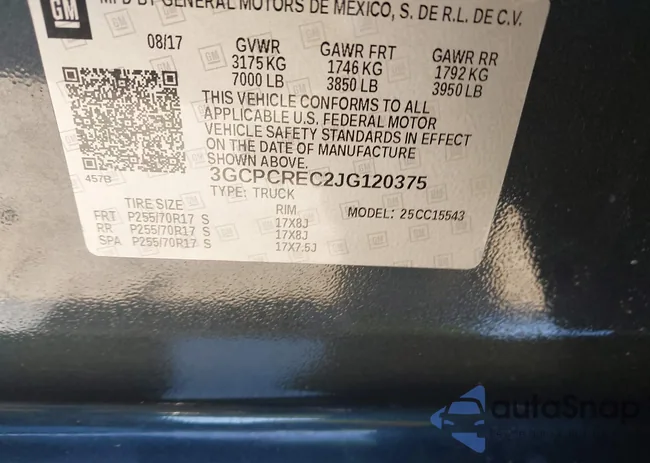 GM
MFD BY GENERAL MOTORS DE MEXICO, S. DE R.L. DE C.V.
08/17 GVWR GAWR FRT GAWR RR
3175 KG 1746 KG 1792 KG
7000 LB 3850 LB 3950 LB
THIS VEHICLE CONFORMS TO ALL
APPLICABLE U.S. FEDERAL MOTOR
VEHICLE SAFETY STANDARDS IN EFFECT
ON THE DATE OF MANUFACTURE
SHOWN ABOVE.
457B
3GCPCREC2JG120375
TYPE: TRUCK
TIRE SIZE RIM MODEL: 25CC15543
FRT P255/70R17 S 17X8J
RR P255/70R17 S 17X8J
SPA P255/70R17 S 17X7.5J
autoSnap